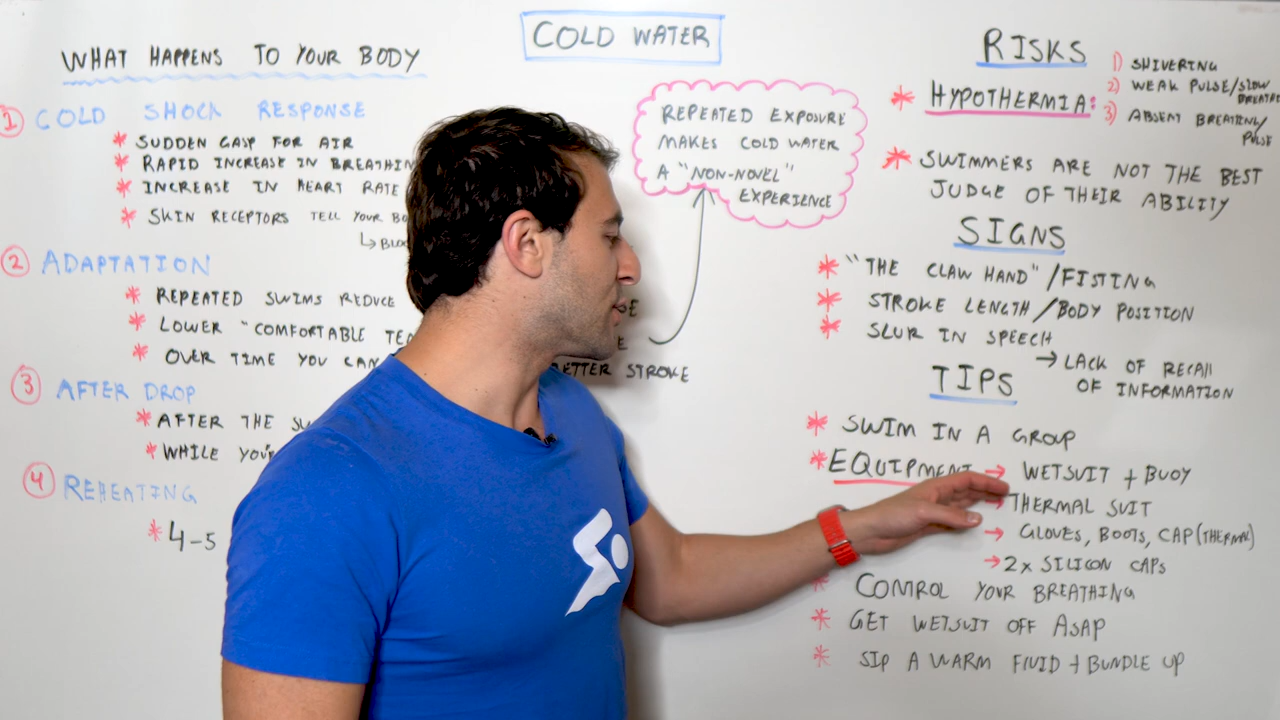 COLD WATER
WHAT HAPPENS TO YOUR BODY
1 COLD SHOCK RESPONSE
* SUDDEN GASP FOR AIR
* RAPID INCREASE IN BREATHIN
* INCREASE IN HEART RATE
* SKIN RECEPTORS TELL YOUR BO
↳ BLOO
2 ADAPTATION
* REPEATED SWIMS REDUCE
* LOWER "COMFORTABLE TE
* OVER TIME YOU CAN
ETTER STROKE
3 AFTER DROP
* AFTER THE SW
* WHILE YOU'R
4 REHEATING
* 4-5
REPEATED EXPOSURE
MAKES COLD WATER
A "NON-NOVEL"
EXPERIENCE
RISKS
* HYPOTHERMIA:
1) SHIVERING
2) WEAK PULSE/SLOW
BREATHE
3) ABSENT BREATHING/
PULSE
* SWIMMERS ARE NOT THE BEST
JUDGE OF THEIR ABILITY
SIGNS
* "THE CLAW HAND"/FISTING
* STROKE LENGTH/BODY POSITION
* SLUR IN SPEECH
→ LACK OF RECALL
OF INFORMATION
TIPS
* SWIM IN A GROUP
* EQUIPMENT → WETSUIT + BUOY
→ THERMAL SUIT
→ GLOVES, BOOTS, CAP (THERMAL)
→ 2x SILICON CAPS
* CONTROL YOUR BREATHING
* GET WETSUIT OFF ASAP
* SIP A WARM FLUID + BUNDLE UP